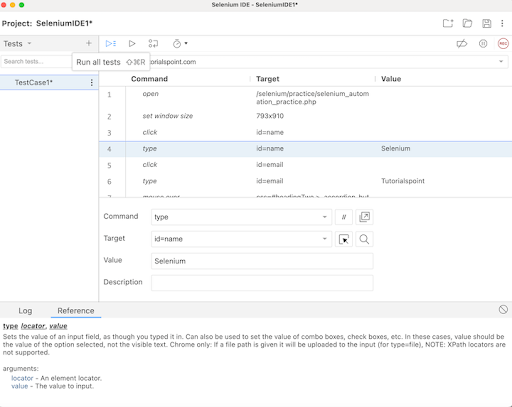 Selenium IDE - SeleniumIDE1*
Project: SeleniumIDE1*
Tests
REC
Search tests...
Run all tests ⇧⌘R
torialspoint.com
TestCase1*
Command Target Value
1 open /selenium/practice/selenium_autom
ation_practice.php
2 set window size 793x910
3 click id=name
4 type id=name Selenium
5 click id=email
6 type id=email Tutorialspoint
7
Command type //
Target id=name
Value Selenium
Description
Log Reference
type locator, value
Sets the value of an input field, as though you typed it in. Can also be used to set the value of combo boxes, check boxes, etc. In these cases, value should be
the value of the option selected, not the visible text. Chrome only: If a file path is given it will be uploaded to the input (for type=file), NOTE: XPath locators are
not supported.
arguments:
locator - An element locator.
value - The value to input.